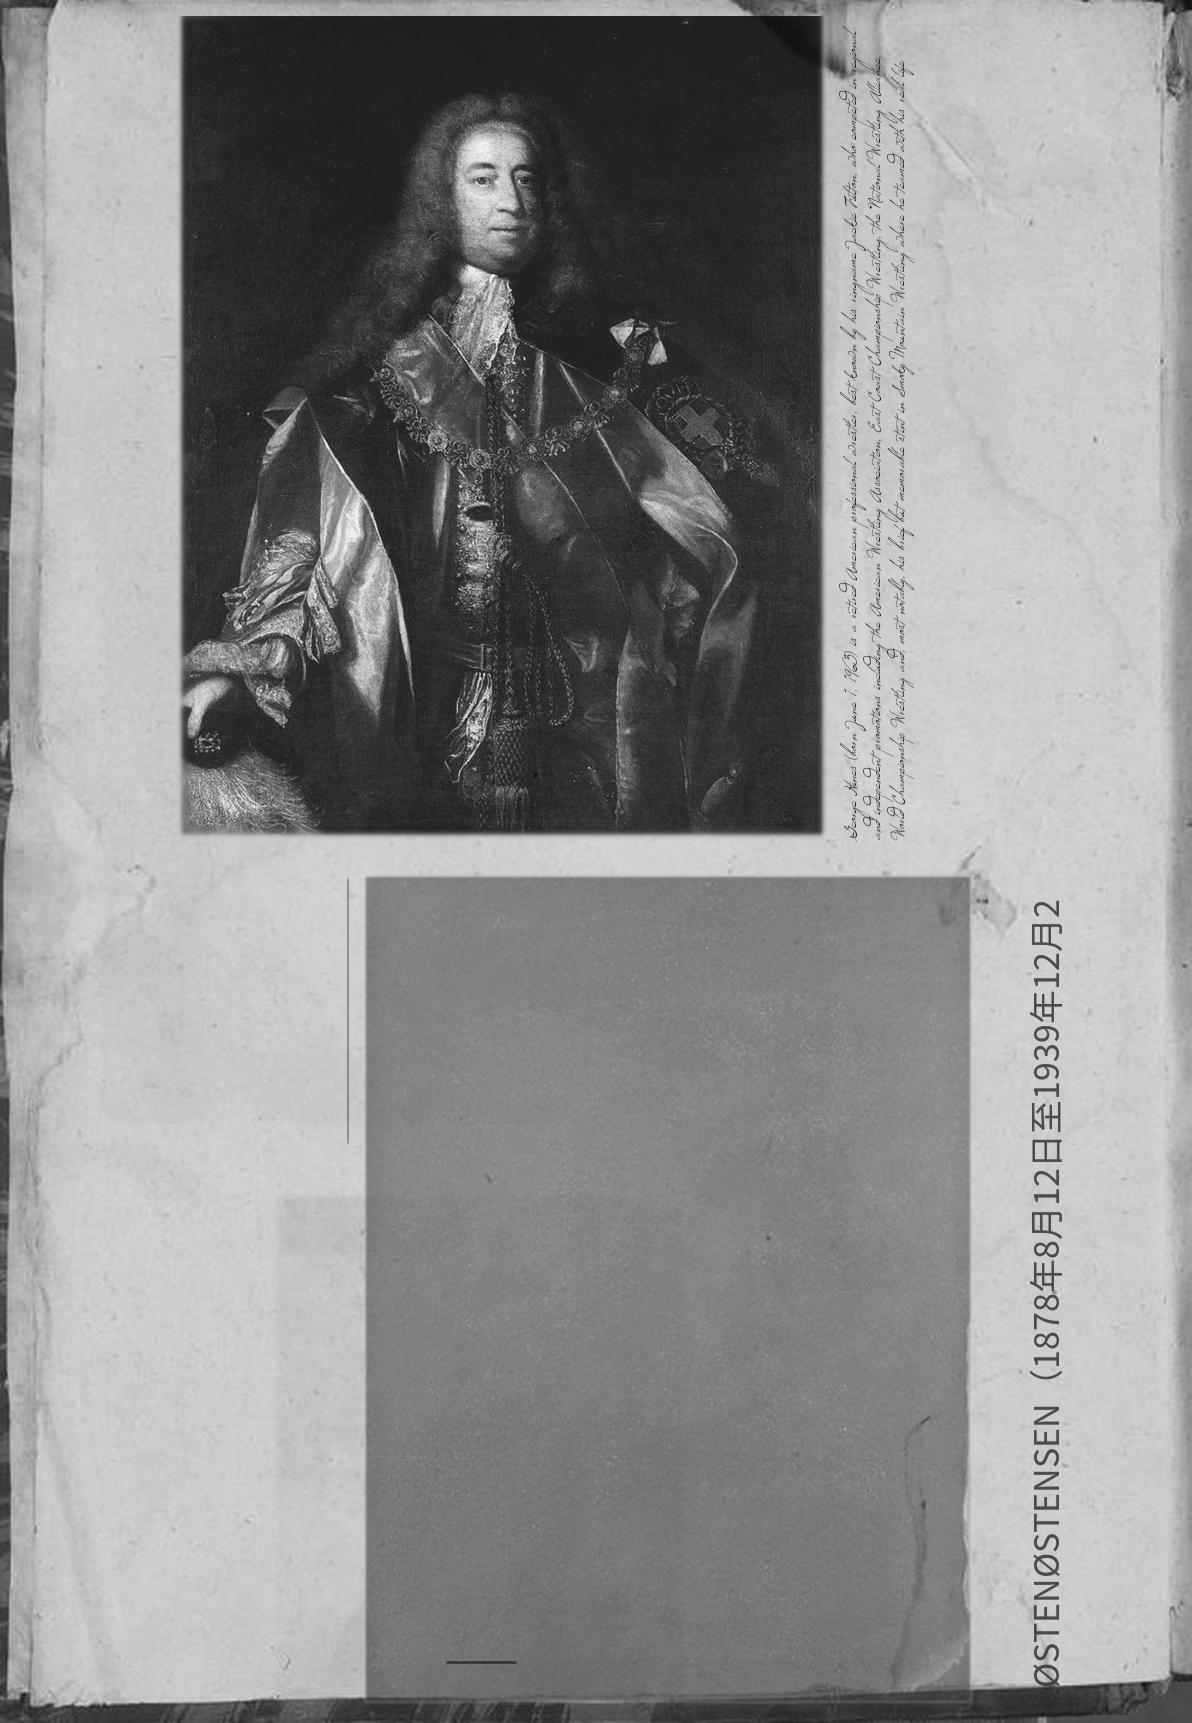 George Hines (born June 1, 1963) is a retired American professional wrestler, best known by his ringname Jackie Fulton, who competed in regional
and independent promotions including the American Wrestling Association, East Coast Championship Wrestling, the National Wrestling Alliance,
World Championship Wrestling and, most notably, his brief but memorable stint in Smoky Mountain Wrestling where he teamed with his real life
ØSTENØSTENSEN（1878年8月12日至1939年12月2